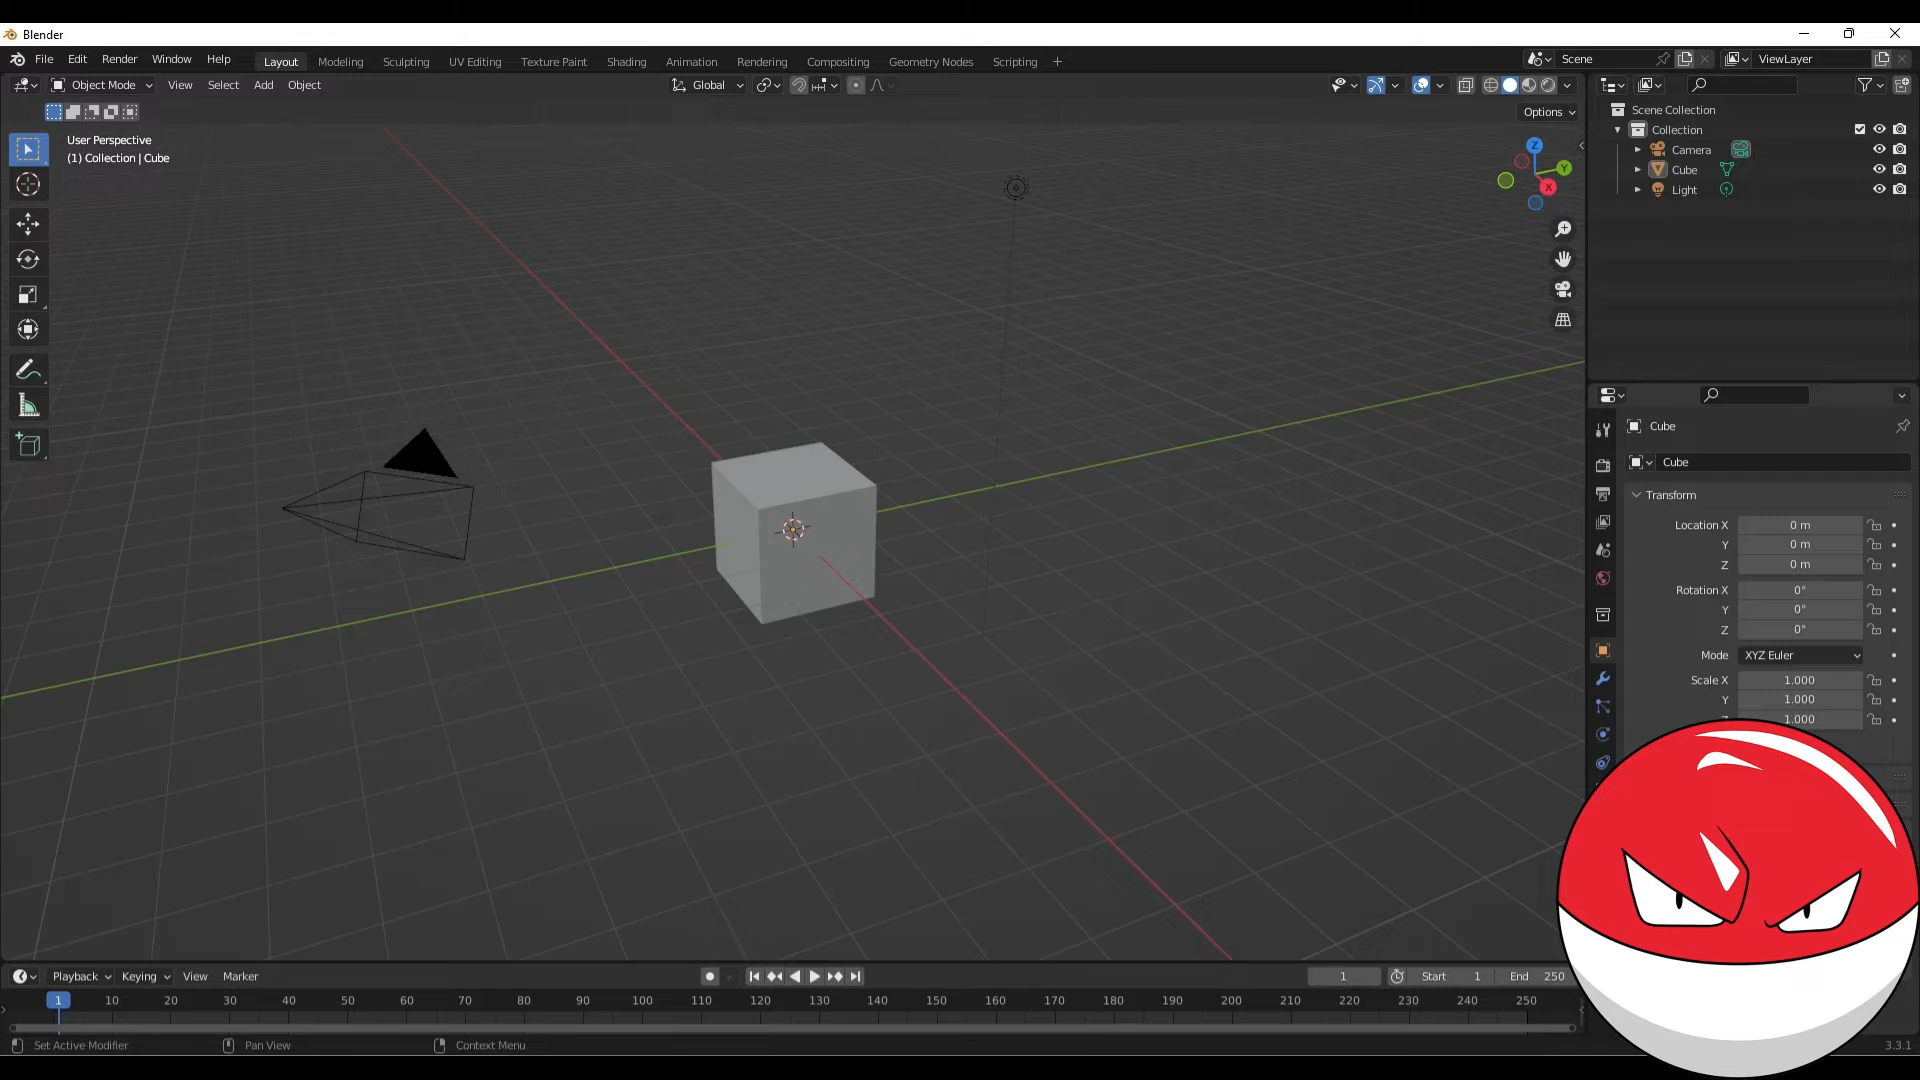 Blender
File Edit Render Window Help Layout Modeling Sculpting UV Editing Texture Paint Shading Animation Rendering Compositing Geometry Nodes Scripting + Scene ViewLayer
Object Mode View Select Add Object Global
Options
User Perspective
(1) Collection | Cube
Z
Y
X
Scene Collection
Collection
Camera
Cube
Light
Cube
Cube
Transform
Location X 0 m
Y 0 m
Z 0 m
Rotation X 0°
Y 0°
Z 0°
Mode XYZ Euler
Scale X 1.000
Y 1.000
Z 1.000
Playback Keying View Marker 1 Start 1 End 250
1 10 20 30 40 50 60 70 80 90 100 110 120 130 140 150 160 170 180 190 200 210 220 230 240 250
Set Active Modifier Pan View Context Menu 3.3.1